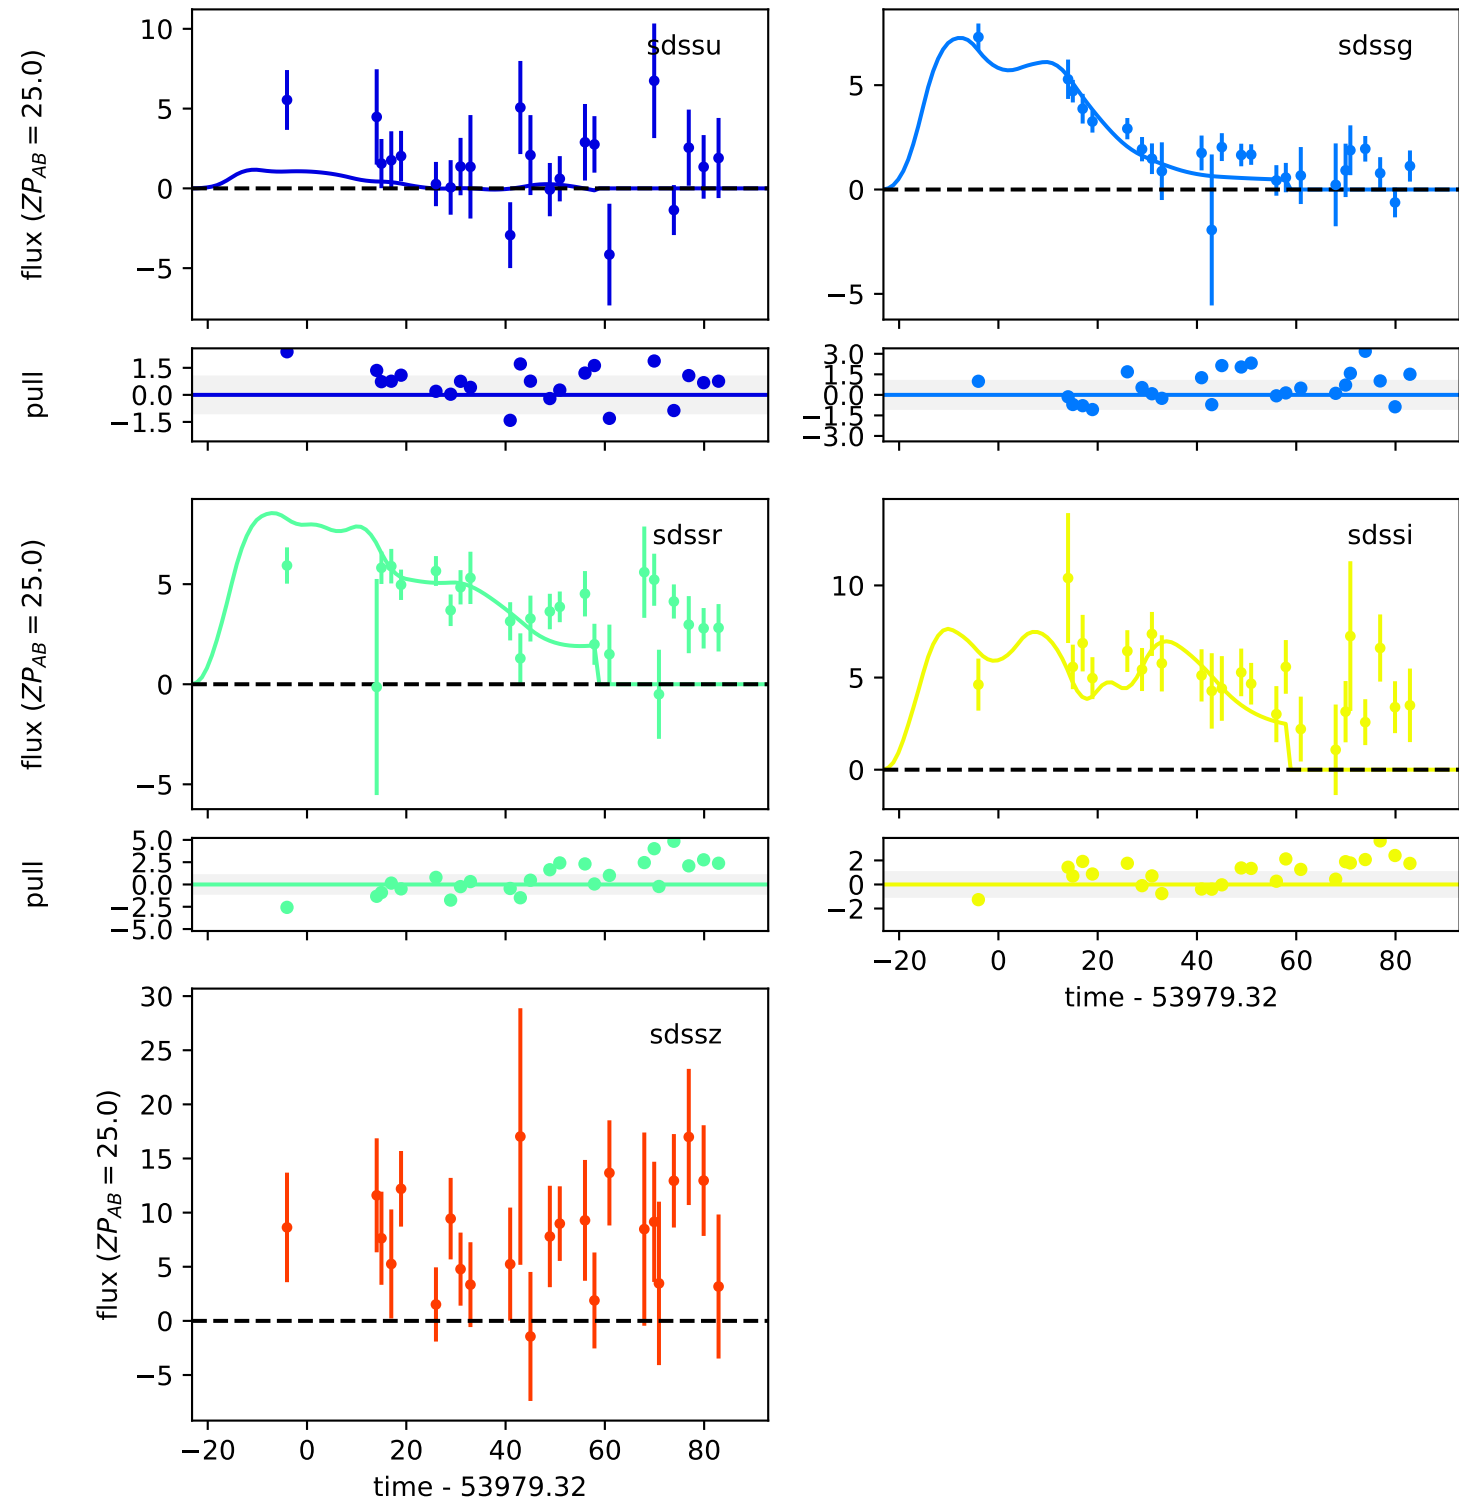 10
5
0
−5
flux (ZP_AB = 25.0)
sdssu
5
0
−5
sdssg
1.5
0.0
−1.5
pull
3.0
1.5
0.0
−1.5
−3.0
5
0
−5
flux (ZP_AB = 25.0)
sdssr
10
5
0
sdssi
5.0
2.5
0.0
−2.5
−5.0
pull
2
0
−2
−20 0 20 40 60 80
time - 53979.32
30
25
20
15
10
5
0
−5
flux (ZP_AB = 25.0)
sdssz
−20 0 20 40 60 80
time - 53979.32